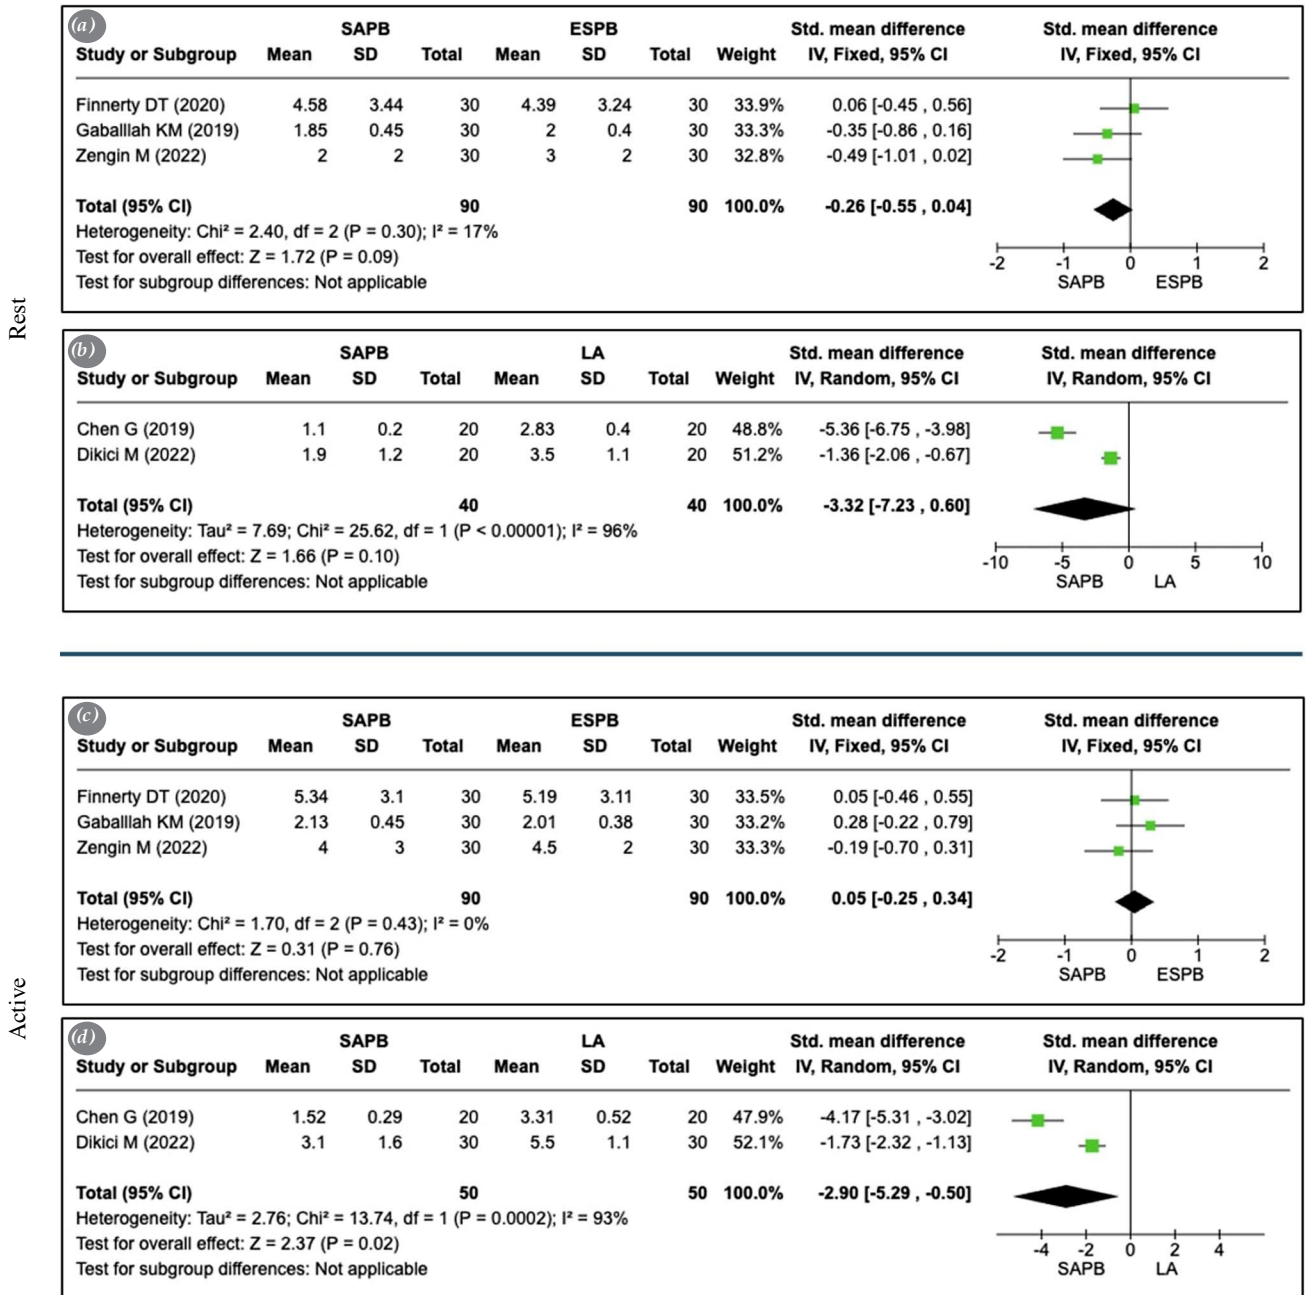 Rest
(a)
SAPB ESPB Std. mean difference Std. mean difference
Study or Subgroup Mean SD Total Mean SD Total Weight IV, Fixed, 95% CI IV, Fixed, 95% CI
Finnerty DT (2020) 4.58 3.44 30 4.39 3.24 30 33.9% 0.06 [-0.45 , 0.56]
Gaballlah KM (2019) 1.85 0.45 30 2 0.4 30 33.3% -0.35 [-0.86 , 0.16]
Zengin M (2022) 2 2 30 3 2 30 32.8% -0.49 [-1.01 , 0.02]
Total (95% CI) 90 90 100.0% -0.26 [-0.55 , 0.04]
Heterogeneity: Chi² = 2.40, df = 2 (P = 0.30); I² = 17%
Test for overall effect: Z = 1.72 (P = 0.09)
Test for subgroup differences: Not applicable
-2 -1 0 1 2
SAPB ESPB
(b)
SAPB LA Std. mean difference Std. mean difference
Study or Subgroup Mean SD Total Mean SD Total Weight IV, Random, 95% CI IV, Random, 95% CI
Chen G (2019) 1.1 0.2 20 2.83 0.4 20 48.8% -5.36 [-6.75 , -3.98]
Dikici M (2022) 1.9 1.2 20 3.5 1.1 20 51.2% -1.36 [-2.06 , -0.67]
Total (95% CI) 40 40 100.0% -3.32 [-7.23 , 0.60]
Heterogeneity: Tau² = 7.69; Chi² = 25.62, df = 1 (P < 0.00001); I² = 96%
Test for overall effect: Z = 1.66 (P = 0.10)
Test for subgroup differences: Not applicable
-10 -5 0 5 10
SAPB LA
Active
(c)
SAPB ESPB Std. mean difference Std. mean difference
Study or Subgroup Mean SD Total Mean SD Total Weight IV, Fixed, 95% CI IV, Fixed, 95% CI
Finnerty DT (2020) 5.34 3.1 30 5.19 3.11 30 33.5% 0.05 [-0.46 , 0.55]
Gaballlah KM (2019) 2.13 0.45 30 2.01 0.38 30 33.2% 0.28 [-0.22 , 0.79]
Zengin M (2022) 4 3 30 4.5 2 30 33.3% -0.19 [-0.70 , 0.31]
Total (95% CI) 90 90 100.0% 0.05 [-0.25 , 0.34]
Heterogeneity: Chi² = 1.70, df = 2 (P = 0.43); I² = 0%
Test for overall effect: Z = 0.31 (P = 0.76)
Test for subgroup differences: Not applicable
-2 -1 0 1 2
SAPB ESPB
(d)
SAPB LA Std. mean difference Std. mean difference
Study or Subgroup Mean SD Total Mean SD Total Weight IV, Random, 95% CI IV, Random, 95% CI
Chen G (2019) 1.52 0.29 20 3.31 0.52 20 47.9% -4.17 [-5.31 , -3.02]
Dikici M (2022) 3.1 1.6 30 5.5 1.1 30 52.1% -1.73 [-2.32 , -1.13]
Total (95% CI) 50 50 100.0% -2.90 [-5.29 , -0.50]
Heterogeneity: Tau² = 2.76; Chi² = 13.74, df = 1 (P = 0.0002); I² = 93%
Test for overall effect: Z = 2.37 (P = 0.02)
Test for subgroup differences: Not applicable
-4 -2 0 2 4
SAPB LA